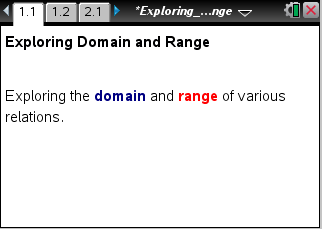 1.1 1.2 2.1 *Exploring_...nge
Exploring Domain and Range
Exploring the domain and range of various
relations.